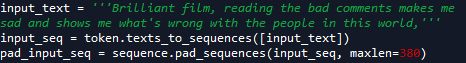 input_text = '''Brilliant film, reading the bad comments makes me
sad and shows me what's wrong with the people in this world,'''
input_seq = token.texts_to_sequences([input_text])
pad_input_seq = sequence.pad_sequences(input_seq, maxlen=380)